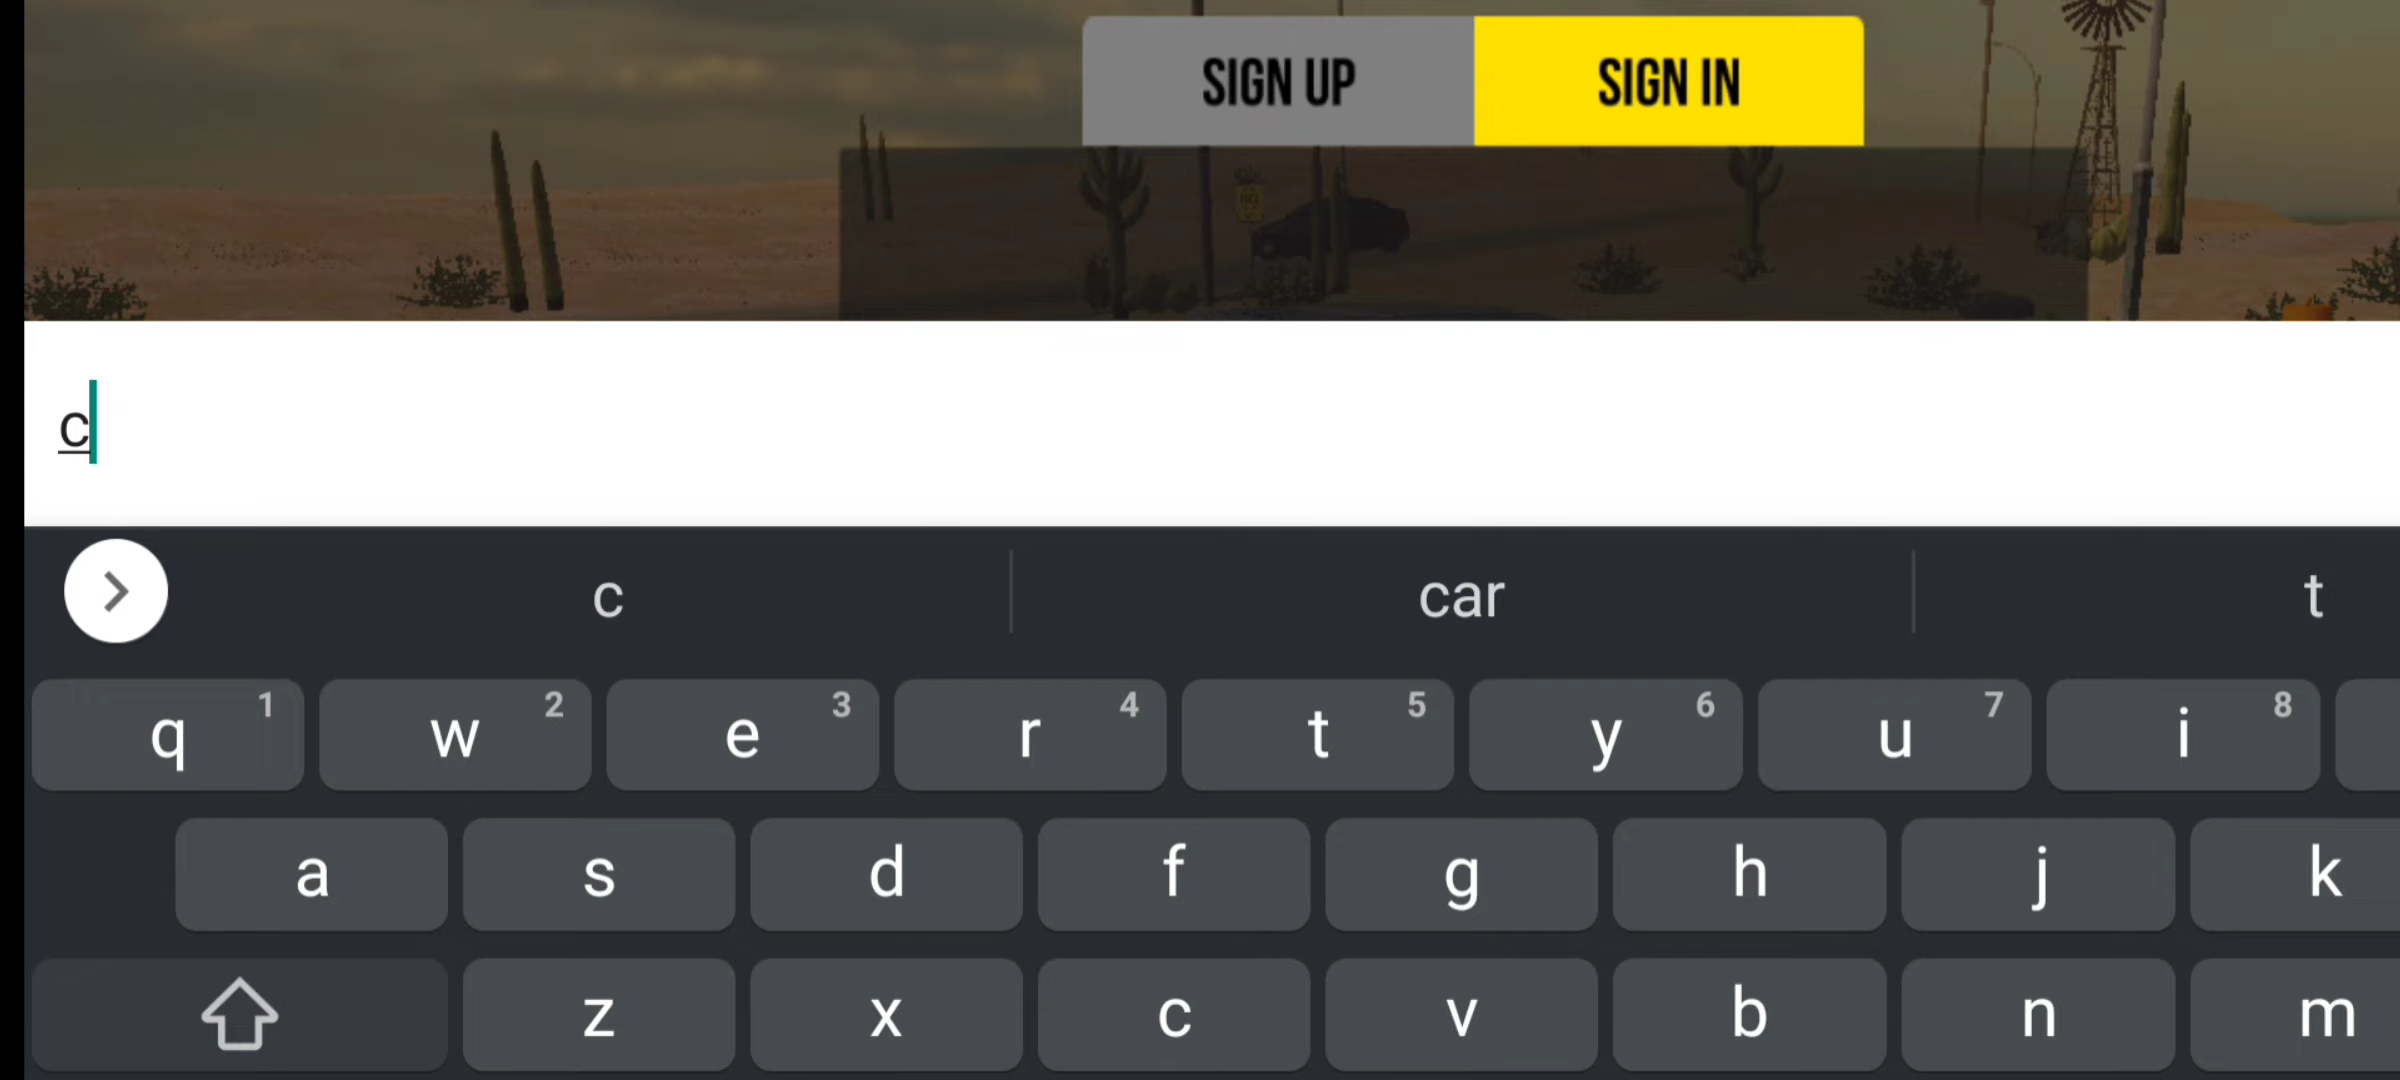 SIGN UP SIGN IN
c
c car t
q 1 w 2 e 3 r 4 t 5 y 6 u 7 i 8
a s d f g h j k
z x c v b n m